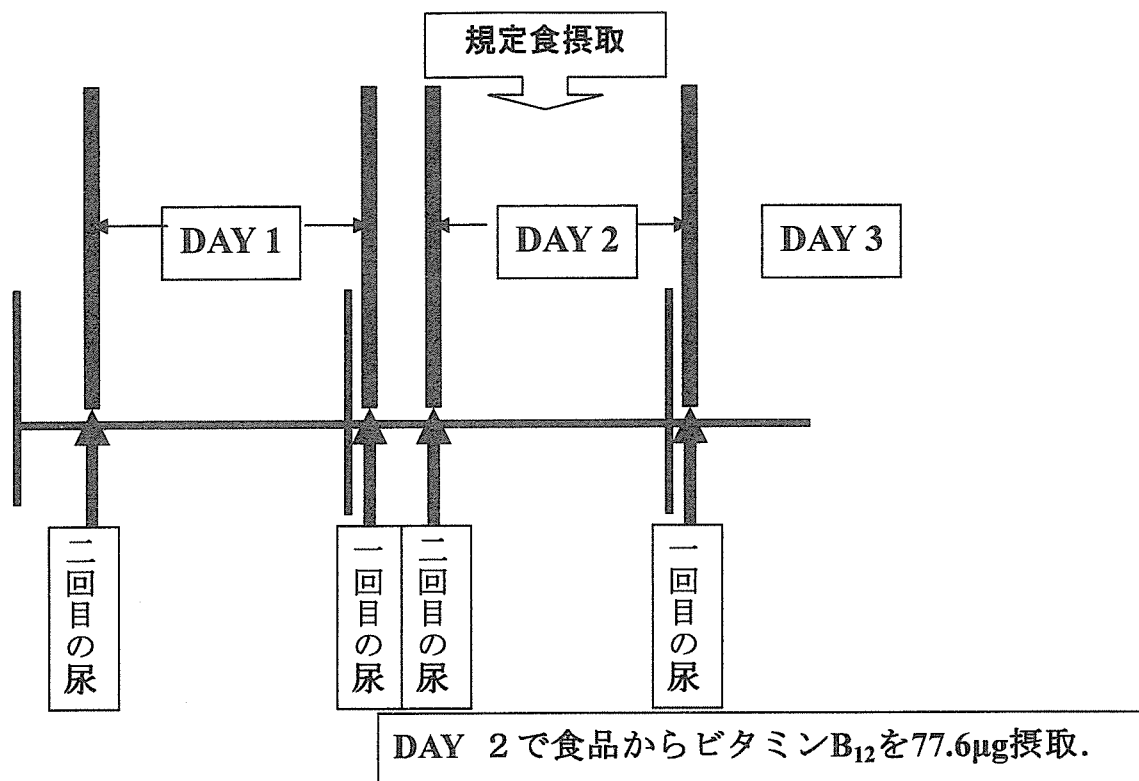 規定食摂取
DAY 1
DAY 2
DAY 3
二回目の尿
一回目の尿
二回目の尿
一回目の尿
DAY 2で食品からビタミンB₁₂を77.6μg摂取.